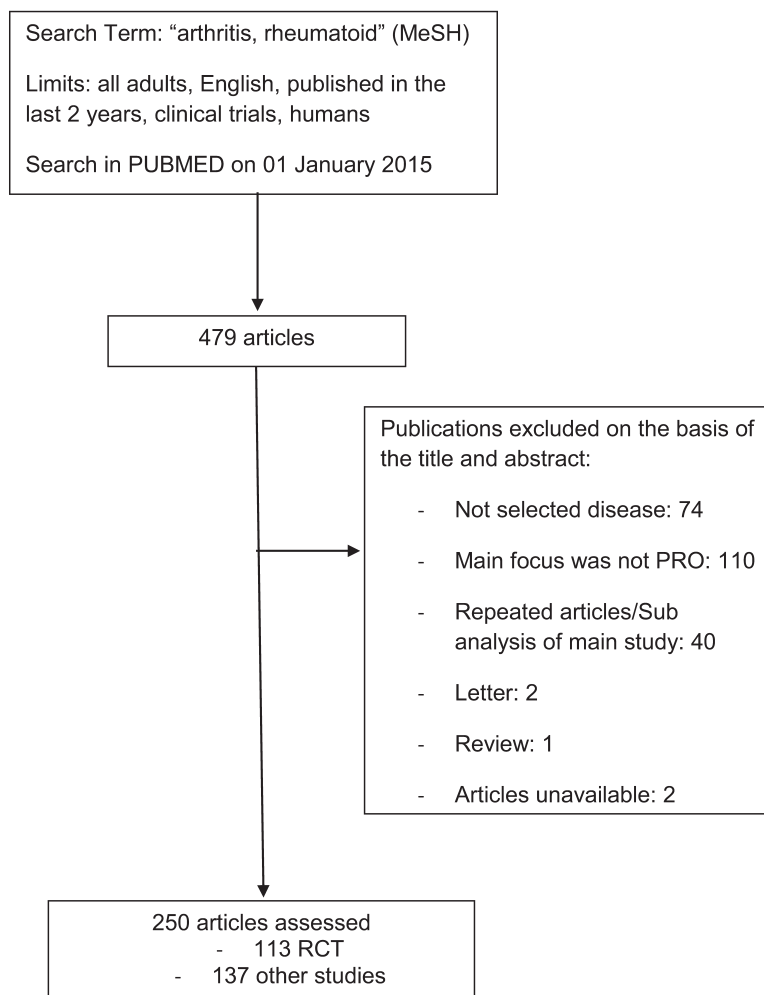 Search Term: “arthritis, rheumatoid” (MeSH)
Limits: all adults, English, published in the
last 2 years, clinical trials, humans
Search in PUBMED on 01 January 2015
479 articles
Publications excluded on the basis of
the title and abstract:
- Not selected disease: 74
- Main focus was not PRO: 110
- Repeated articles/Sub
analysis of main study: 40
- Letter: 2
- Review: 1
- Articles unavailable: 2
250 articles assessed
- 113 RCT
- 137 other studies